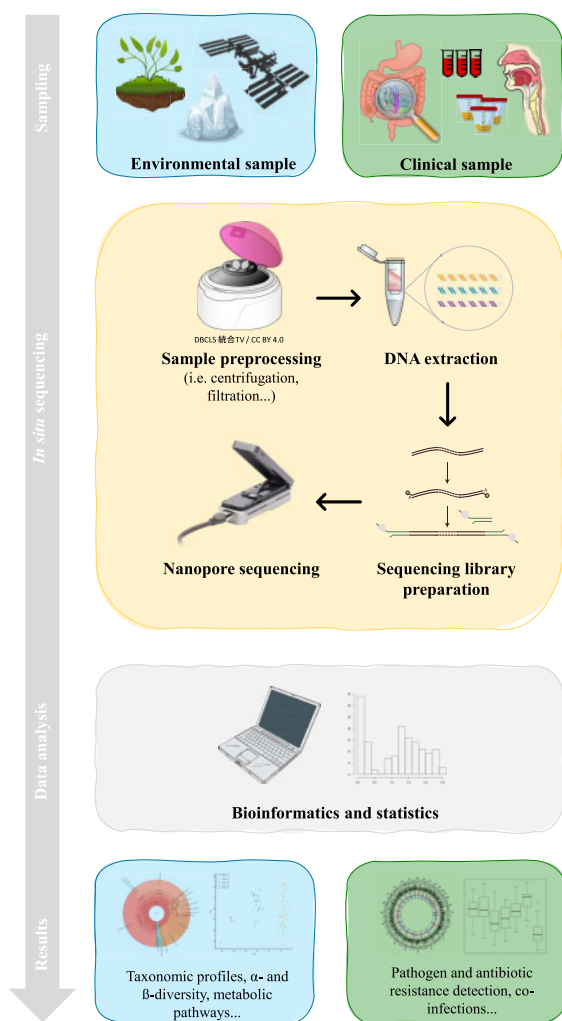 Sampling
Environmental sample
Clinical sample
In situ sequencing
DBCLS 統合TV / CC BY 4.0
Sample preprocessing
(i.e. centrifugation,
filtration...)
DNA extraction
Nanopore sequencing
Sequencing library
preparation
Data analysis
Bioinformatics and statistics
Results
Taxonomic profiles, α- and
ß-diversity, metabolic
pathways...
Pathogen and antibiotic
resistance detection, co-
infections...